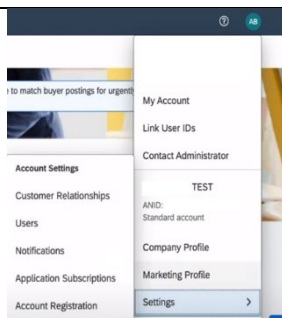 AB
e to match buyer postings for urgently
My Account
Link User IDs
Contact Administrator
TEST
ANID:
Standard account
Company Profile
Marketing Profile
Settings
Account Settings
Customer Relationships
Users
Notifications
Application Subscriptions
Account Registration